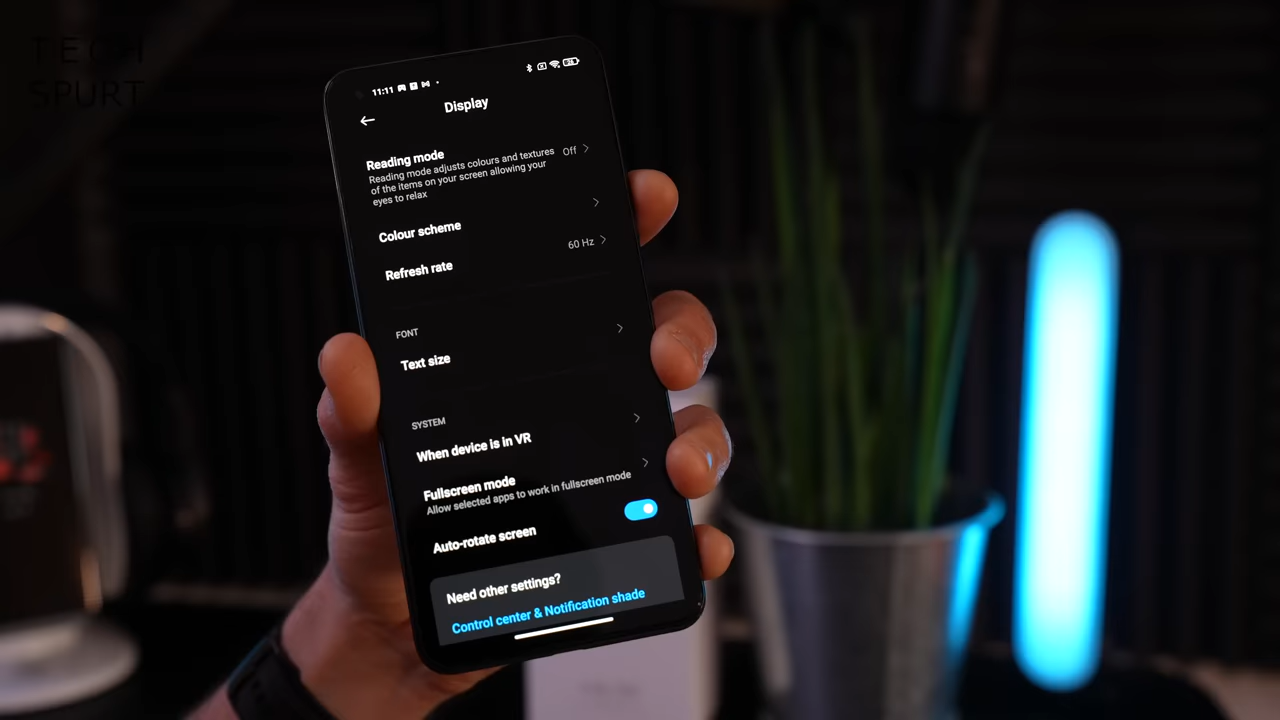 TECH
SPURT
11:11
Display
Reading mode
Reading mode adjusts colours and textures
of the items on your screen allowing your
eyes to relax
Off
Colour scheme
Refresh rate
60 Hz
FONT
Text size
SYSTEM
When device is in VR
Fullscreen mode
Allow selected apps to work in fullscreen mode
Auto-rotate screen
Need other settings?
Control center & Notification shade